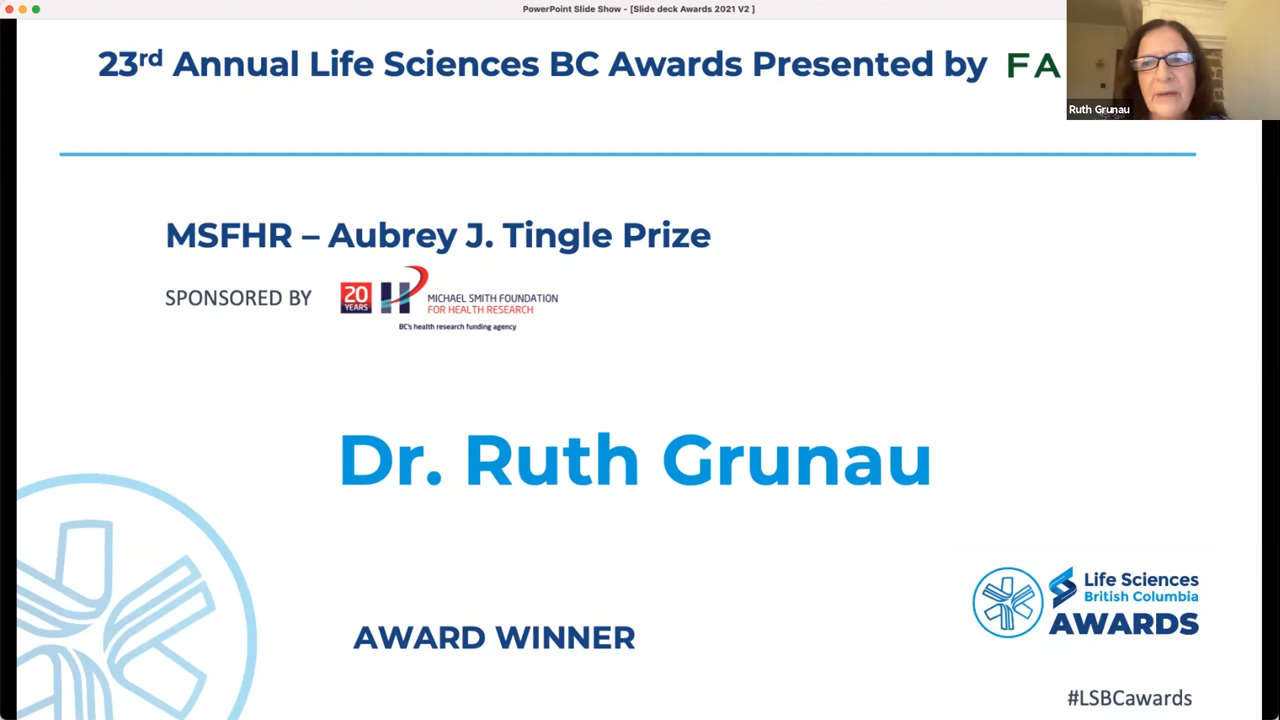 PowerPoint Slide Show - [Slide deck Awards 2021 V2 ]
23rd Annual Life Sciences BC Awards Presented by FA
Ruth Grunau
MSFHR – Aubrey J. Tingle Prize
SPONSORED BY
20
YEARS
MICHAEL SMITH FOUNDATION
FOR HEALTH RESEARCH
BC's health research funding agency
Dr. Ruth Grunau
AWARD WINNER
Life Sciences
British Columbia
AWARDS
#LSBCawards